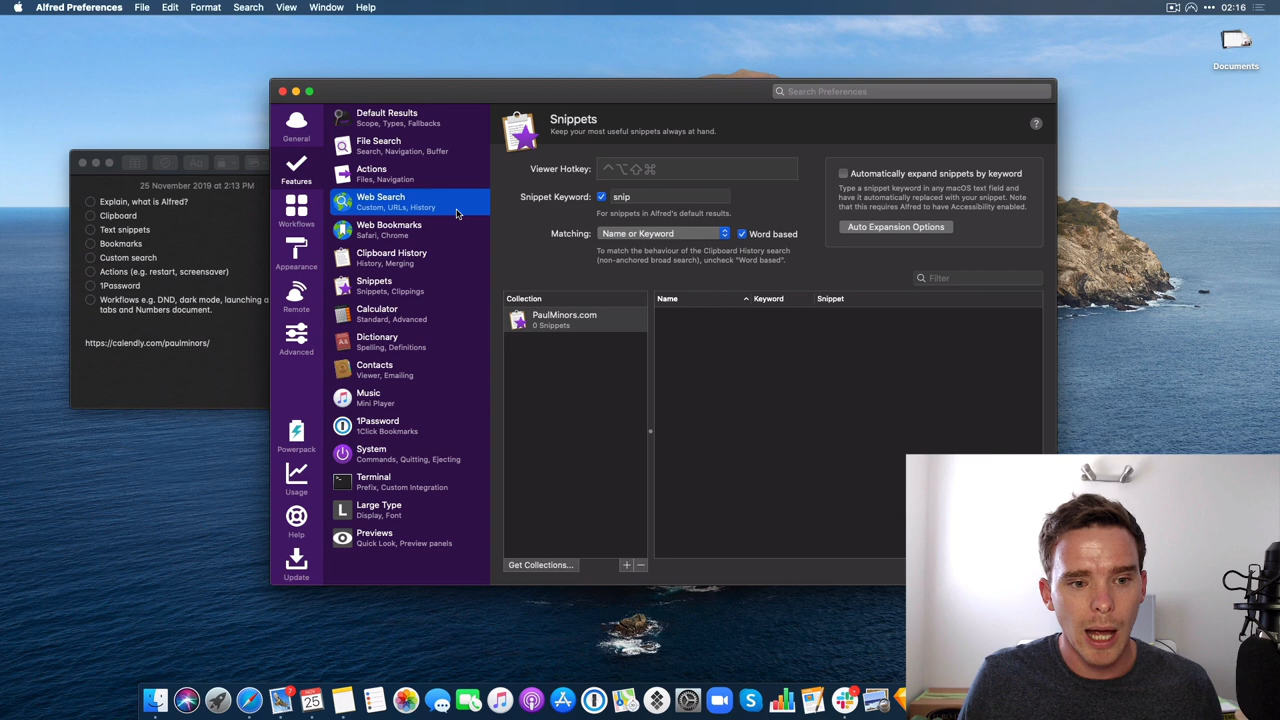 Alfred Preferences File Edit Format Search View Window Help
02:16
Documents
Search Preferences
General
Features
Workflows
Appearance
Remote
Advanced
Powerpack
Usage
Help
Update
Default Results
Scope, Types, Fallbacks
File Search
Search, Navigation, Buffer
Actions
Files, Navigation
Web Search
Custom, URLs, History
Web Bookmarks
Safari, Chrome
Clipboard History
History, Merging
Snippets
Snippets, Clippings
Calculator
Standard, Advanced
Dictionary
Spelling, Definitions
Contacts
Viewer, Emailing
Music
Mini Player
1Password
1Click Bookmarks
System
Commands, Quitting, Ejecting
Terminal
Prefix, Custom Integration
Large Type
Display, Font
Previews
Quick Look, Preview panels
Snippets
Keep your most useful snippets always at hand.
?
Viewer Hotkey: ⌃⌥⇧⌘
Snippet Keyword: snip
For snippets in Alfred's default results.
Matching: Name or Keyword Word based
To match the behaviour of the Clipboard History search
(non-anchored broad search), uncheck "Word based".
Automatically expand snippets by keyword
Type a snippet keyword in any macOS text field and
have it automatically replaced with your snippet. Note
that this requires Alfred to have Accessibility enabled.
Auto Expansion Options
Filter
Collection
PaulMinors.com
0 Snippets
Name Keyword Snippet
Get Collections... + −
25 November 2019 at 2:13 PM
Explain, what is Alfred?
Clipboard
Text snippets
Bookmarks
Custom search
Actions (e.g. restart, screensaver)
1Password
Workflows e.g. DND, dark mode, launching a
tabs and Numbers document.
https://calendly.com/paulminors/
Aa
L
7
25